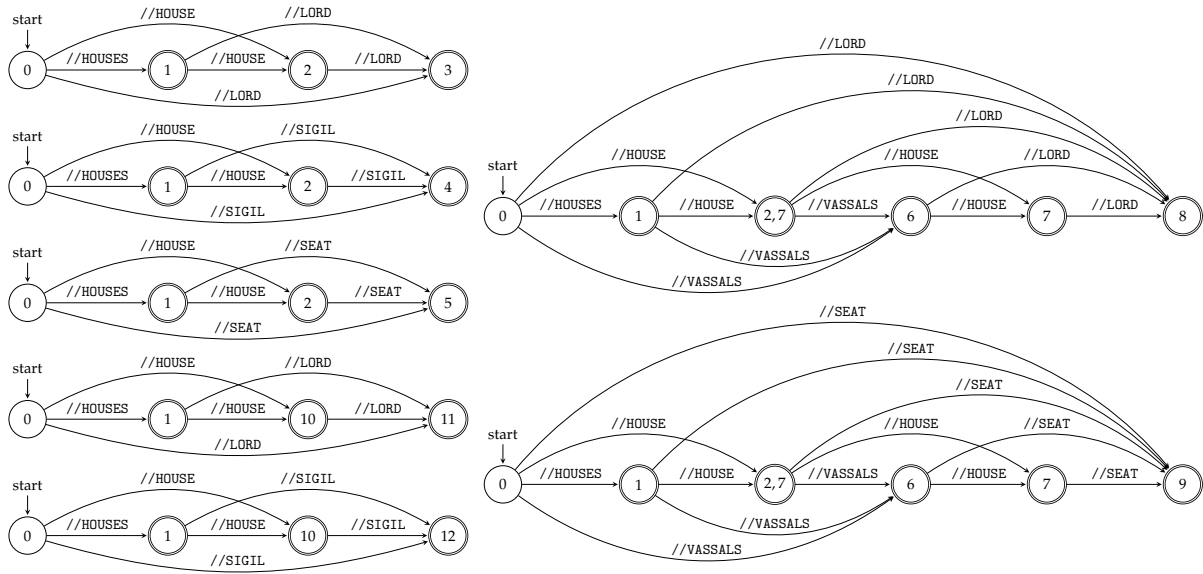 start
//HOUSE
//LORD
0
//HOUSES
1
//HOUSE
2
//LORD
3
//LORD
start
//HOUSE
//SIGIL
0
//HOUSES
1
//HOUSE
2
//SIGIL
4
//SIGIL
start
//HOUSE
//SEAT
0
//HOUSES
1
//HOUSE
2
//SEAT
5
//SEAT
start
//HOUSE
//LORD
0
//HOUSES
1
//HOUSE
10
//LORD
11
//LORD
start
//HOUSE
//SIGIL
0
//HOUSES
1
//HOUSE
10
//SIGIL
12
//SIGIL
//LORD
//LORD
//LORD
start
//HOUSE
//HOUSE
//LORD
0
//HOUSES
1
//HOUSE
2,7
//VASSALS
6
//HOUSE
7
//LORD
8
//VASSALS
//VASSALS
//SEAT
//SEAT
//SEAT
start
//HOUSE
//HOUSE
//SEAT
0
//HOUSES
1
//HOUSE
2,7
//VASSALS
6
//HOUSE
7
//SEAT
9
//VASSALS
//VASSALS